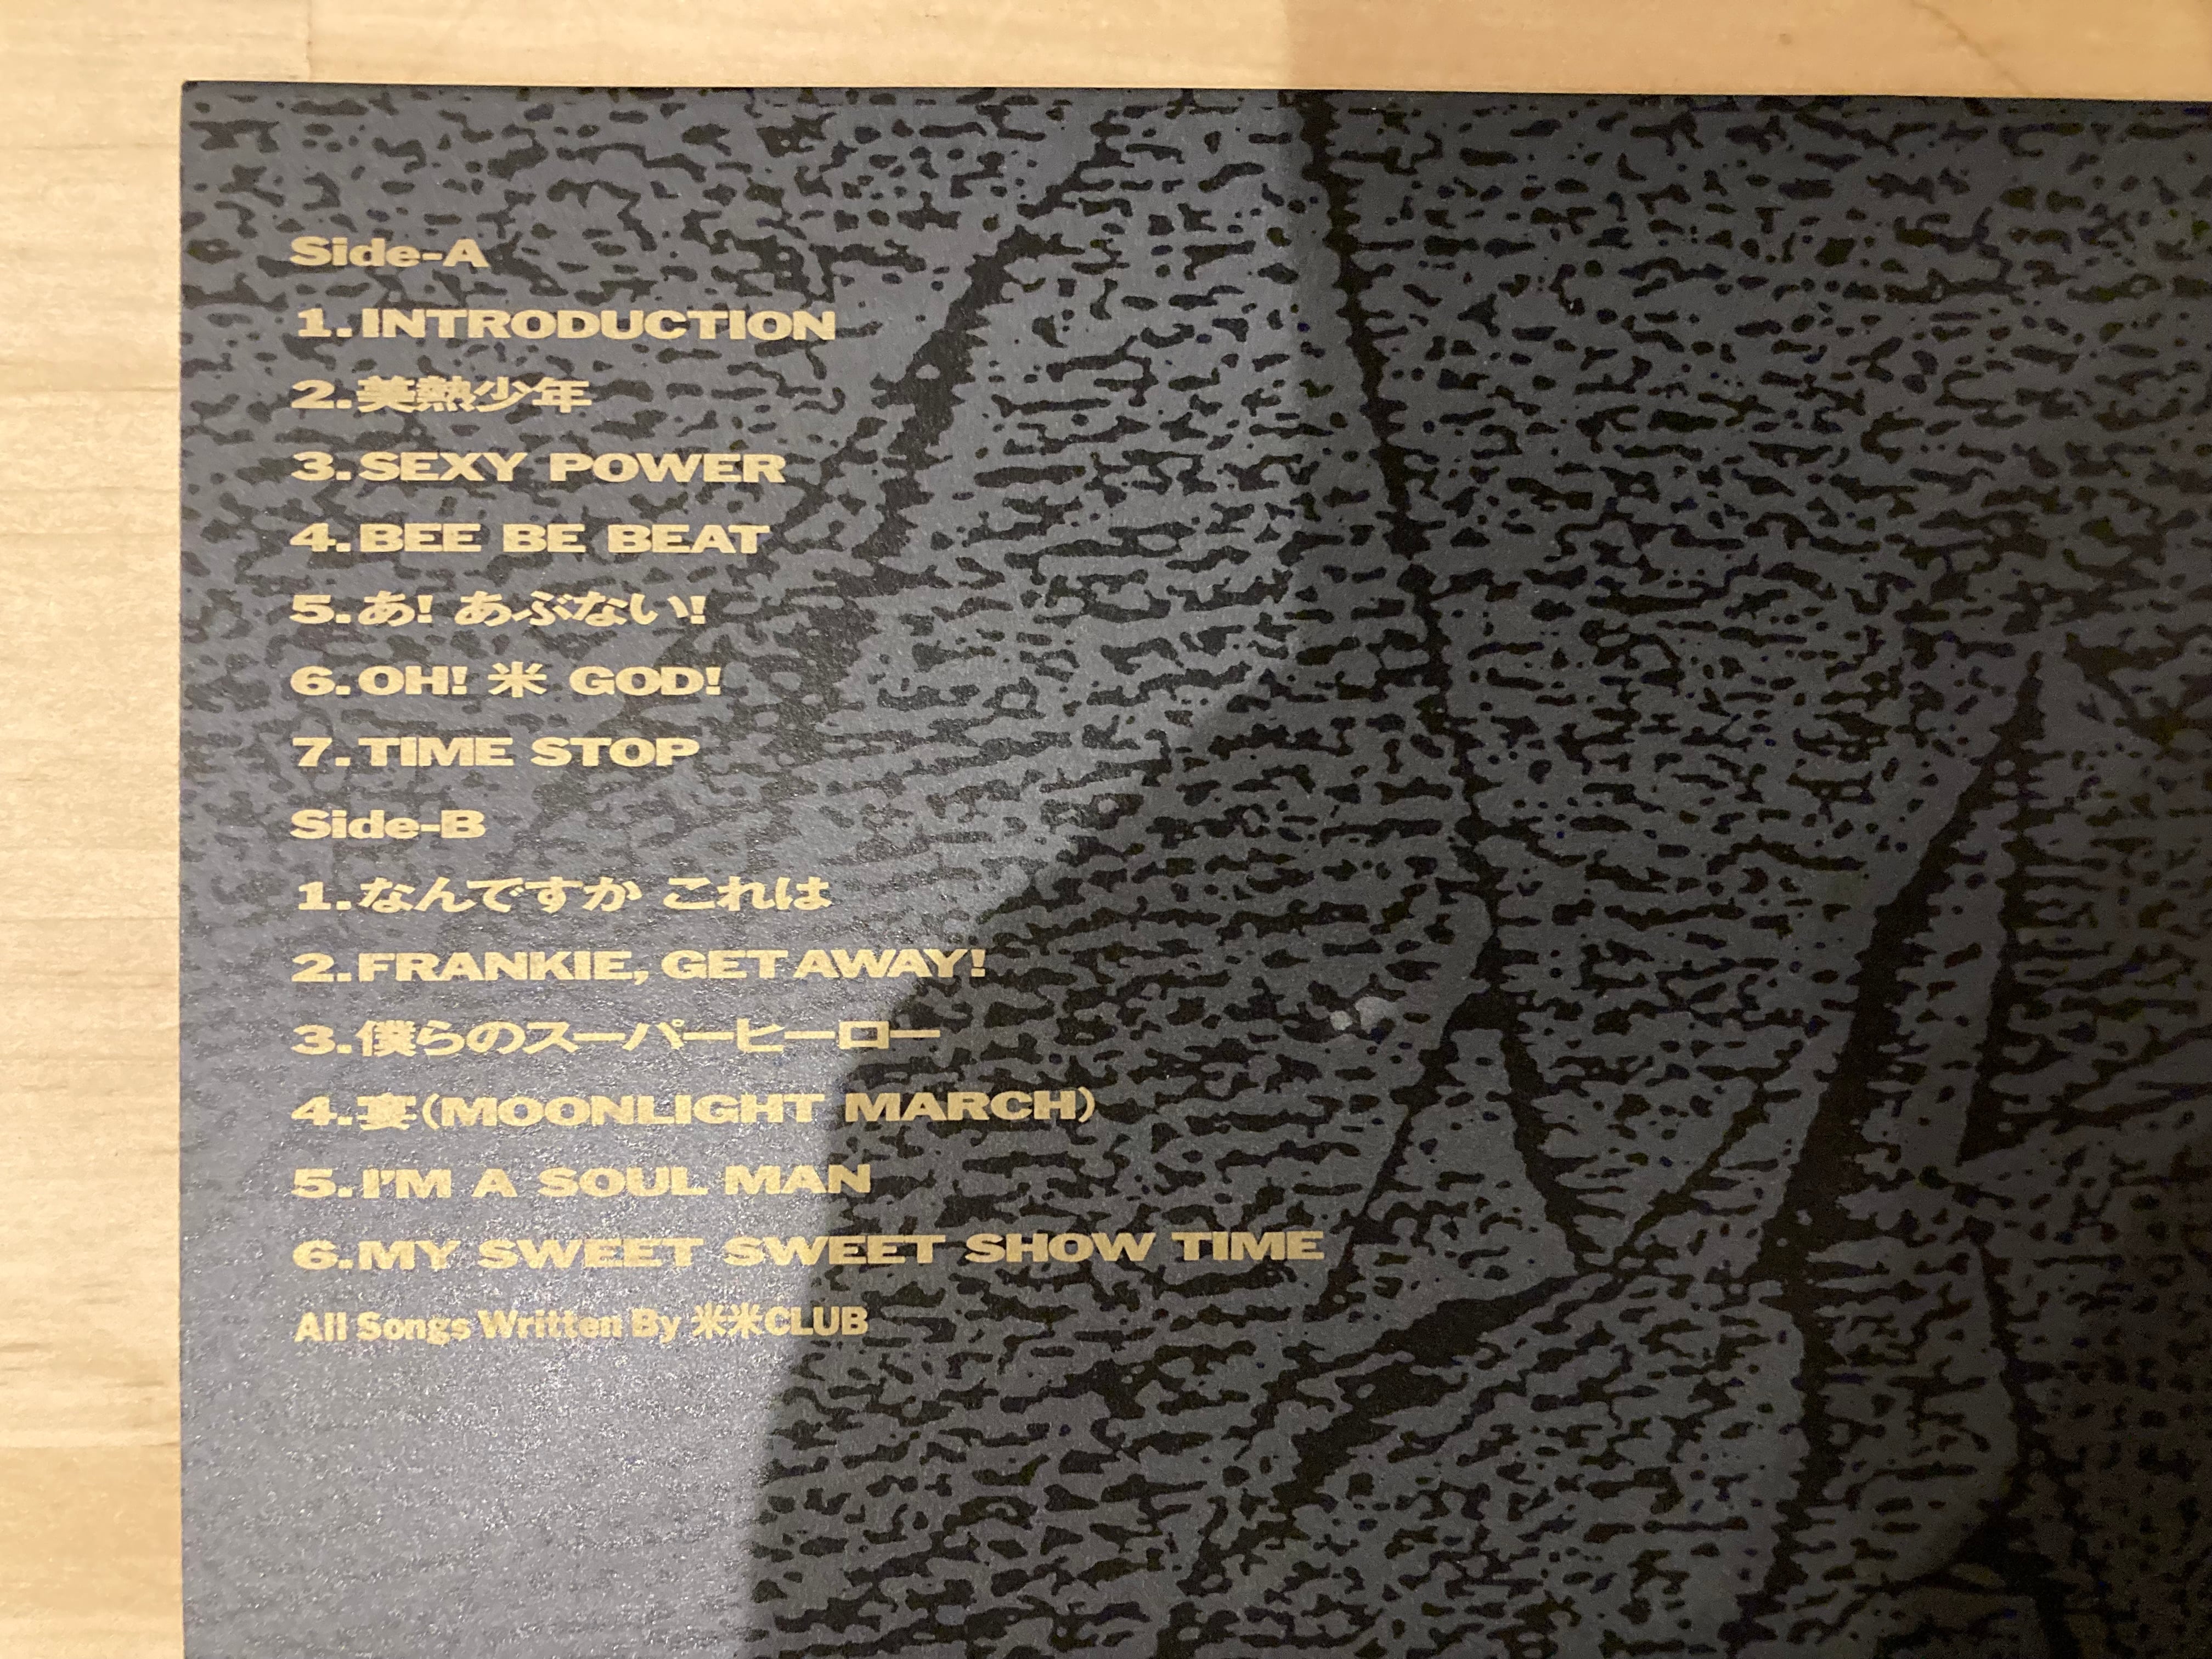 Side-A
1.INTRODUCTION
2.美熱少年
3.SEXY POWER
4.BEE BE BEAT
5.あ! あぶない!
6.OH! 米 GOD!
7.TIME STOP
Side-B
1.なんですか これは
2.FRANKIE, GET AWAY!
3.僕らのスーパーヒーロー
4.宴(MOONLIGHT MARCH)
5.I'M A SOUL MAN
6.MY SWEET SWEET SHOW TIME
All Songs Written By 米米CLUB